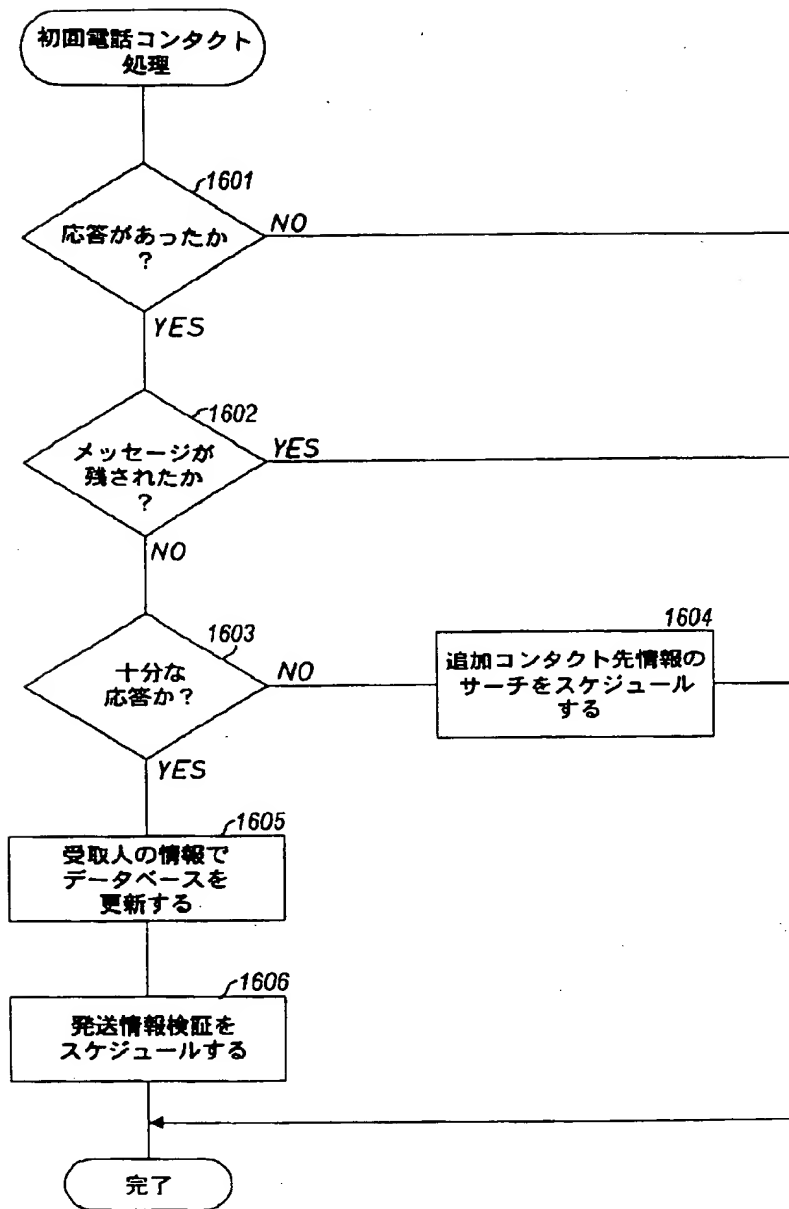 初回電話コンタクト
処理
1601
応答があったか
?
NO
YES
1602
メッセージが
残されたか
?
YES
NO
1603
十分な
応答か?
NO
YES
1604
追加コンタクト先情報の
サーチをスケジュール
する
1605
受取人の情報で
データベースを
更新する
1606
発送情報検証を
スケジュールする
完了